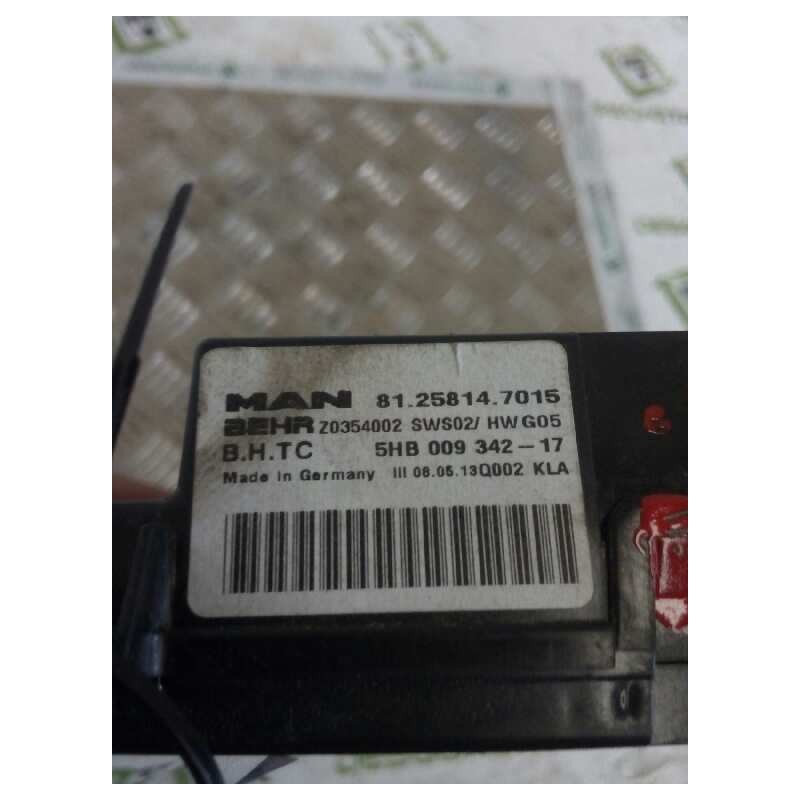 MAN 81.25814.7015
BEHR Z0354002 SWS02/ HWG05
B.H.TC 5HB 009 342-17
Made in Germany III 08.05.13Q002 KLA